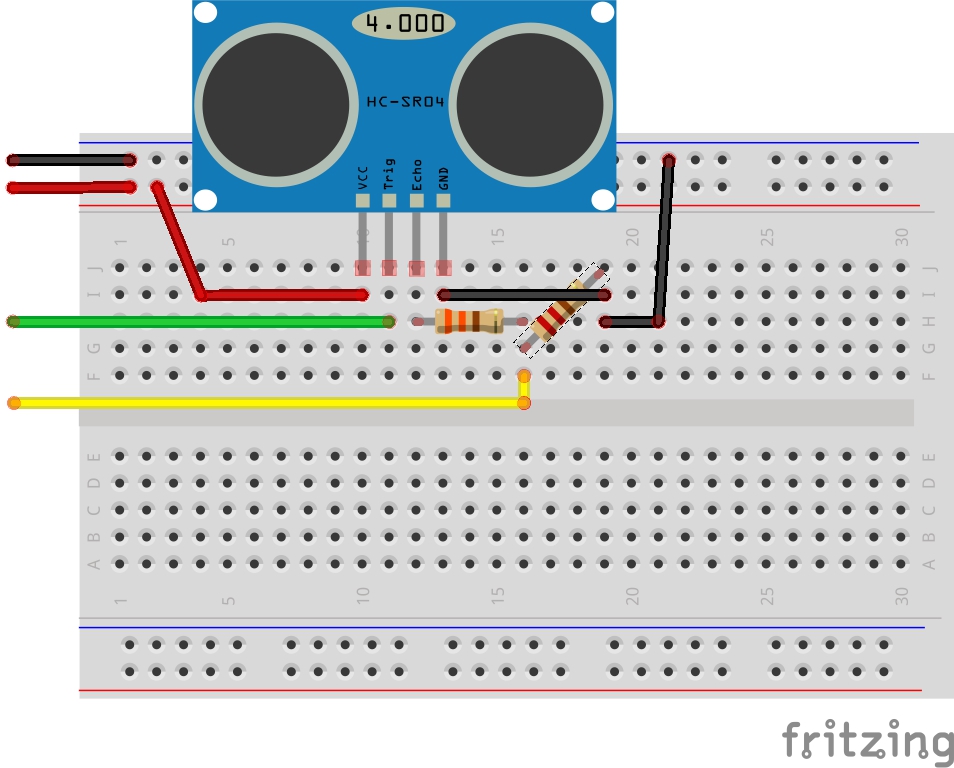 4.000
HC-SR04
VCC Trig Echo GND
1 5 10 15 20 25 30
J J
I I
H H
G G
F F
E E
D D
C C
B B
A A
1 5 10 15 20 25 30
fritzing